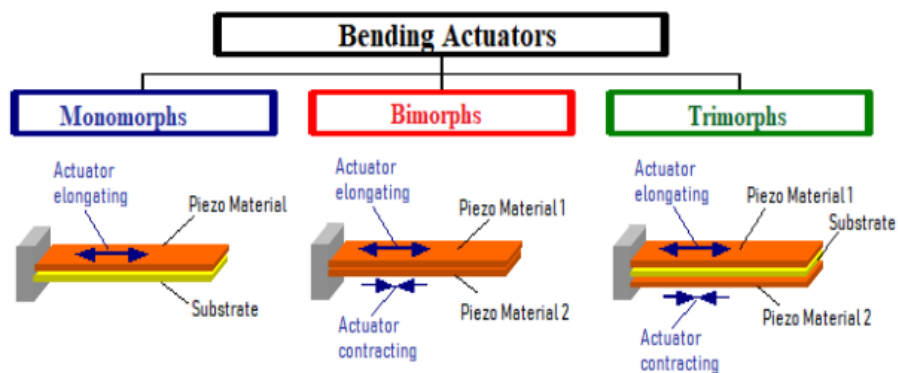 Bending Actuators
Monomorphs
Bimorphs
Trimorphs
Actuator
elongating
Piezo Material
Substrate
Actuator
elongating
Piezo Material 1
Piezo Material 2
Actuator
contracting
Actuator
elongating
Piezo Material 1
Substrate
Piezo Material 2
Actuator
contracting